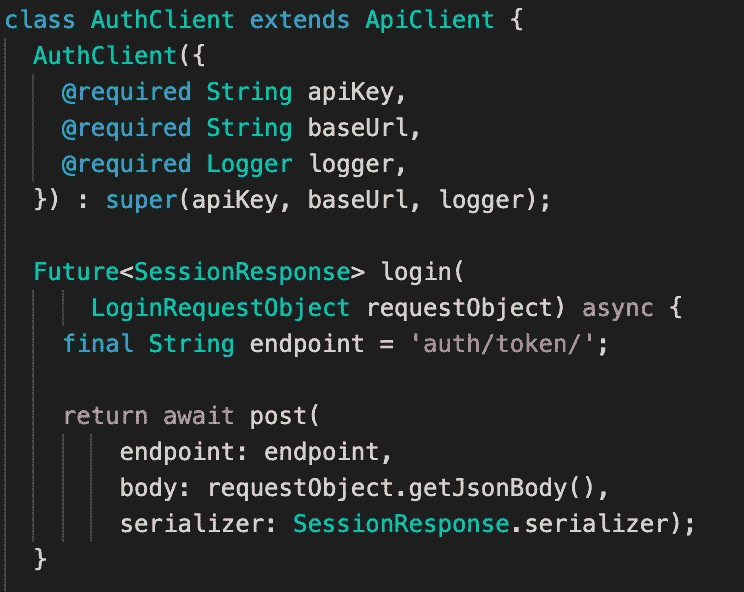 class AuthClient extends ApiClient {
  AuthClient({
    @required String apiKey,
    @required String baseUrl,
    @required Logger logger,
  }) : super(apiKey, baseUrl, logger);

  Future<SessionResponse> login(
      LoginRequestObject requestObject) async {
    final String endpoint = 'auth/token/';

    return await post(
        endpoint: endpoint,
        body: requestObject.getJsonBody(),
        serializer: SessionResponse.serializer);
  }